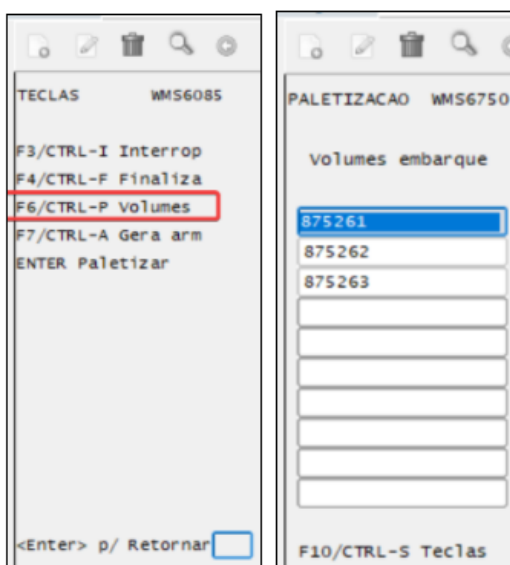 TECLAS WMS6085
F3/CTRL-I Interrop
F4/CTRL-F Finaliza
F6/CTRL-P Volumes
F7/CTRL-A Gera arm
ENTER Paletizar
<Enter> p/ Retornar
PALETIZACAO WMS6750
Volumes embarque
875261
875262
875263
F10/CTRL-S Teclas